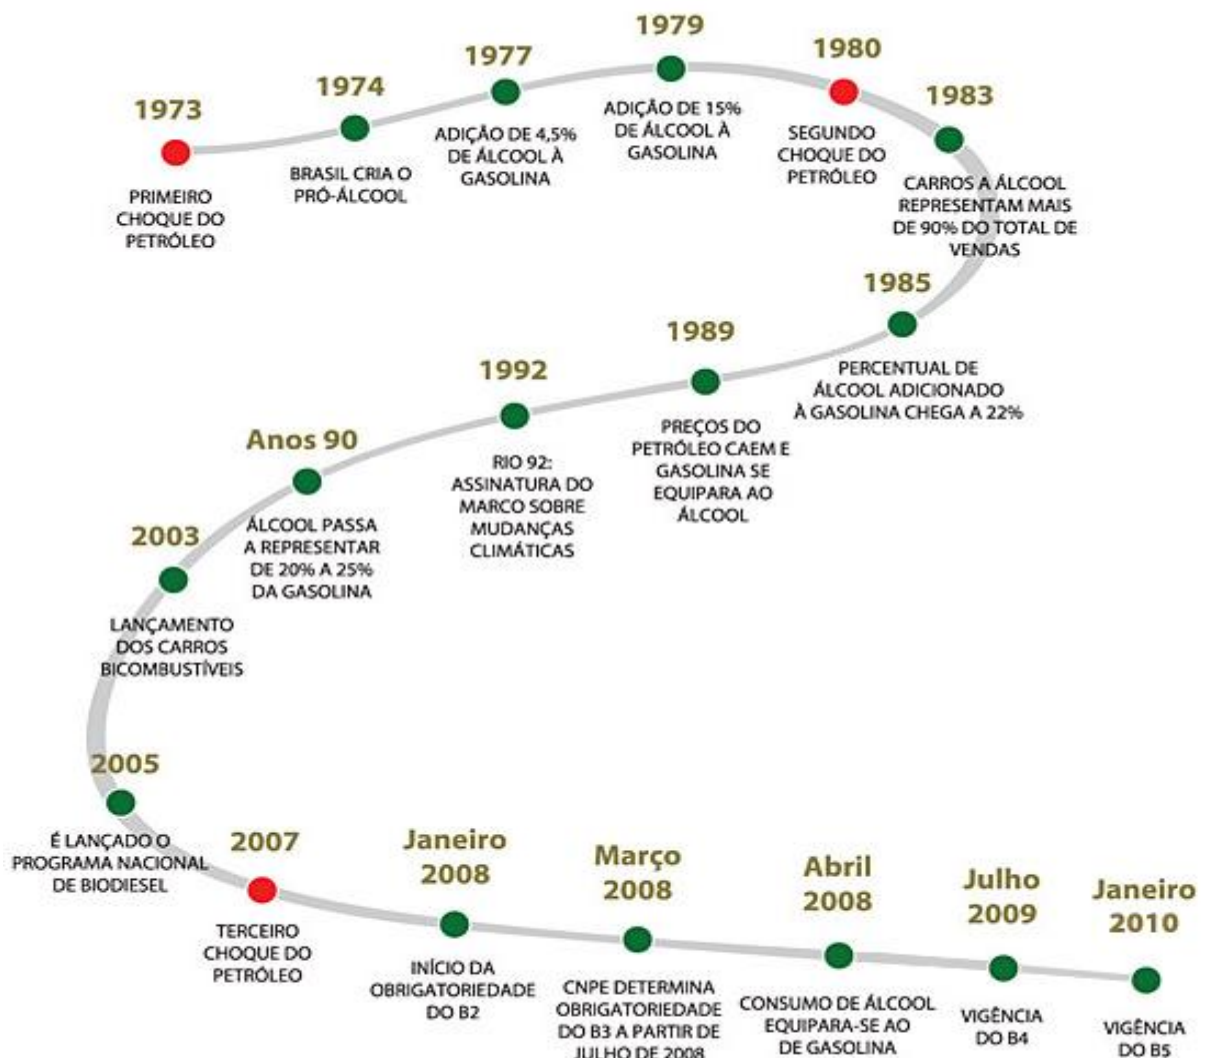 1973
PRIMEIRO
CHOQUE DO
PETRÓLEO
1974
BRASIL CRIA O
PRÓ-ÁLCOOL
1977
ADIÇÃO DE 4,5%
DE ÁLCOOL À
GASOLINA
1979
ADIÇÃO DE 15%
DE ÁLCOOL À
GASOLINA
1980
SEGUNDO
CHOQUE DO
PETRÓLEO
1983
CARROS A ÁLCOOL
REPRESENTAM MAIS
DE 90% DO TOTAL DE
VENDAS
1985
PERCENTUAL DE
ÁLCOOL ADICIONADO
À GASOLINA CHEGA A 22%
1989
PREÇOS DO
PETRÓLEO CAEM E
GASOLINA SE
EQUIPARA AO
ÁLCOOL
1992
RIO 92:
ASSINATURA DO
MARCO SOBRE
MUDANÇAS
CLIMÁTICAS
Anos 90
ÁLCOOL PASSA
A REPRESENTAR
DE 20% A 25%
DA GASOLINA
2003
LANÇAMENTO
DOS CARROS
BICOMBUSTÍVEIS
2005
É LANÇADO O
PROGRAMA NACIONAL
DE BIODIESEL
2007
TERCEIRO
CHOQUE DO
PETRÓLEO
Janeiro
2008
INÍCIO DA
OBRIGATORIEDADE
DO B2
Março
2008
CNPE DETERMINA
OBRIGATORIEDADE
DO B3 A PARTIR DE
JULHO DE 2008
Abril
2008
CONSUMO DE ÁLCOOL
EQUIPARA-SE AO
DE GASOLINA
Julho
2009
VIGÊNCIA
DO B4
Janeiro
2010
VIGÊNCIA
DO B5